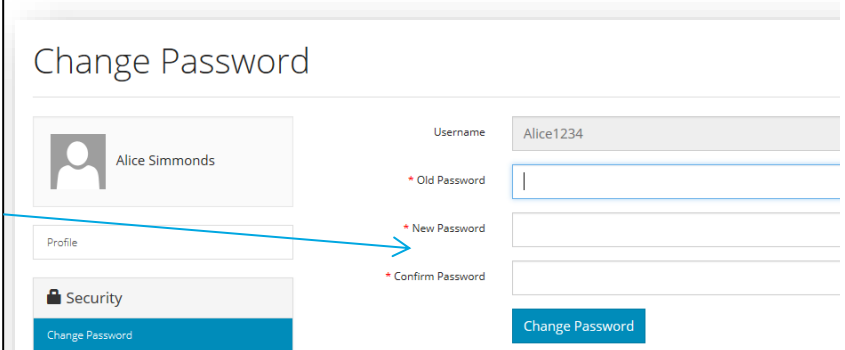 Change Password
Alice Simmonds
Profile
Security
Change Password
Username
Alice1234
* Old Password
* New Password
* Confirm Password
Change Password